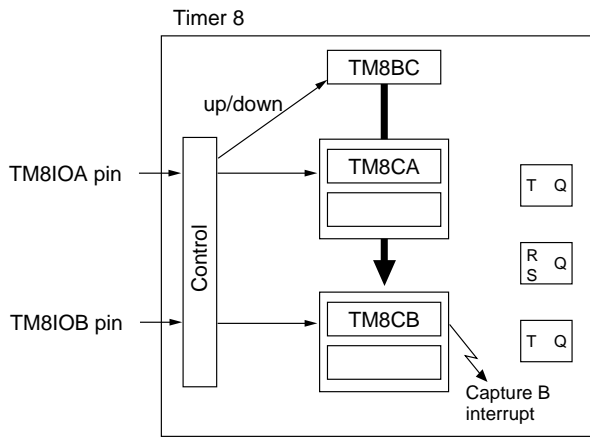 Timer 8
TM8BC
up/down
TM8IOA pin
TM8CA
T Q
Control
R
S Q
TM8IOB pin
TM8CB
T Q
Capture B
interrupt